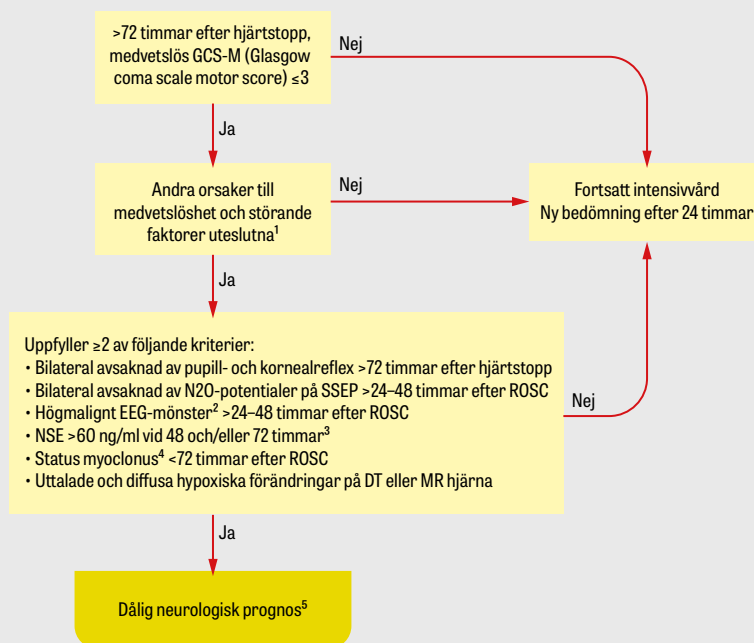 >72 timmar efter hjärtstopp,
medvetslös GCS-M (Glasgow
coma scale motor score) ≤3
Nej
Ja
Andra orsaker till
medvetslöshet och störande
faktorer uteslutna¹
Nej
Fortsatt intensivvård
Ny bedömning efter 24 timmar
Ja
Uppfyller ≥2 av följande kriterier:
• Bilateral avsaknad av pupill- och kornealreflex >72 timmar efter hjärtstopp
• Bilateral avsaknad av N2O-potentialer på SSEP >24–48 timmar efter ROSC
• Högmalignt EEG-mönster² >24–48 timmar efter ROSC
• NSE >60 ng/ml vid 48 och/eller 72 timmar³
• Status myoclonus⁴ <72 timmar efter ROSC
• Uttalade och diffusa hypoxiska förändringar på DT eller MR hjärna
Nej
Ja
Dålig neurologisk prognos⁵